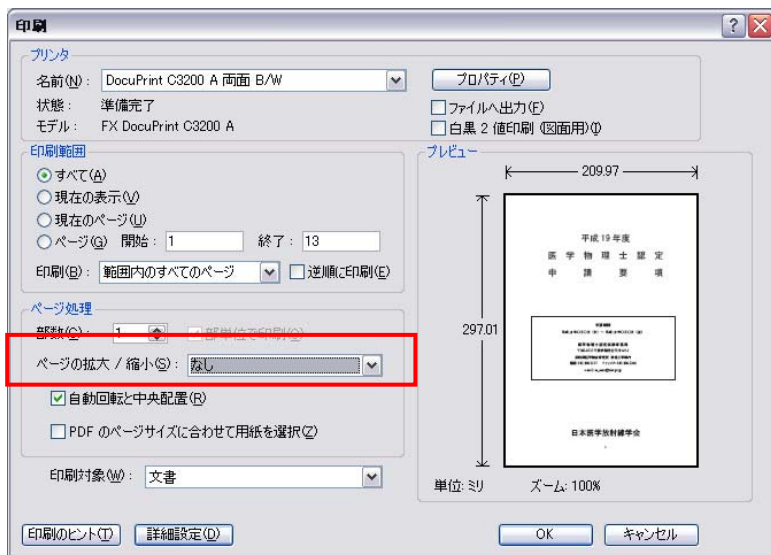 印刷
プリンタ
名前(N)： DocuPrint C3200 A 両面 B/W
プロパティ(P)
状態： 準備完了
ファイルへ出力(F)
モデル： FX DocuPrint C3200 A
白黒 2 値印刷 (図面用)(I)
印刷範囲
すべて(A)
現在の表示(V)
現在のページ(U)
ページ(G) 開始： 1 終了： 13
印刷(B)： 範囲内のすべてのページ 逆順に印刷(E)
ページ処理
部数(C)： 1 部単位で印刷(O)
ページの拡大 / 縮小(S)： なし
自動回転と中央配置(R)
PDF のページサイズに合わせて用紙を選択(Z)
印刷対象(W)： 文書
プレビュー
209.97
297.01
平成 19 年度
医 学 物 理 士 認 定
申 請 要 項
日本医学放射線学会
単位: ミリ ズーム: 100%
印刷のヒント(T) 詳細設定(D) OK キャンセル